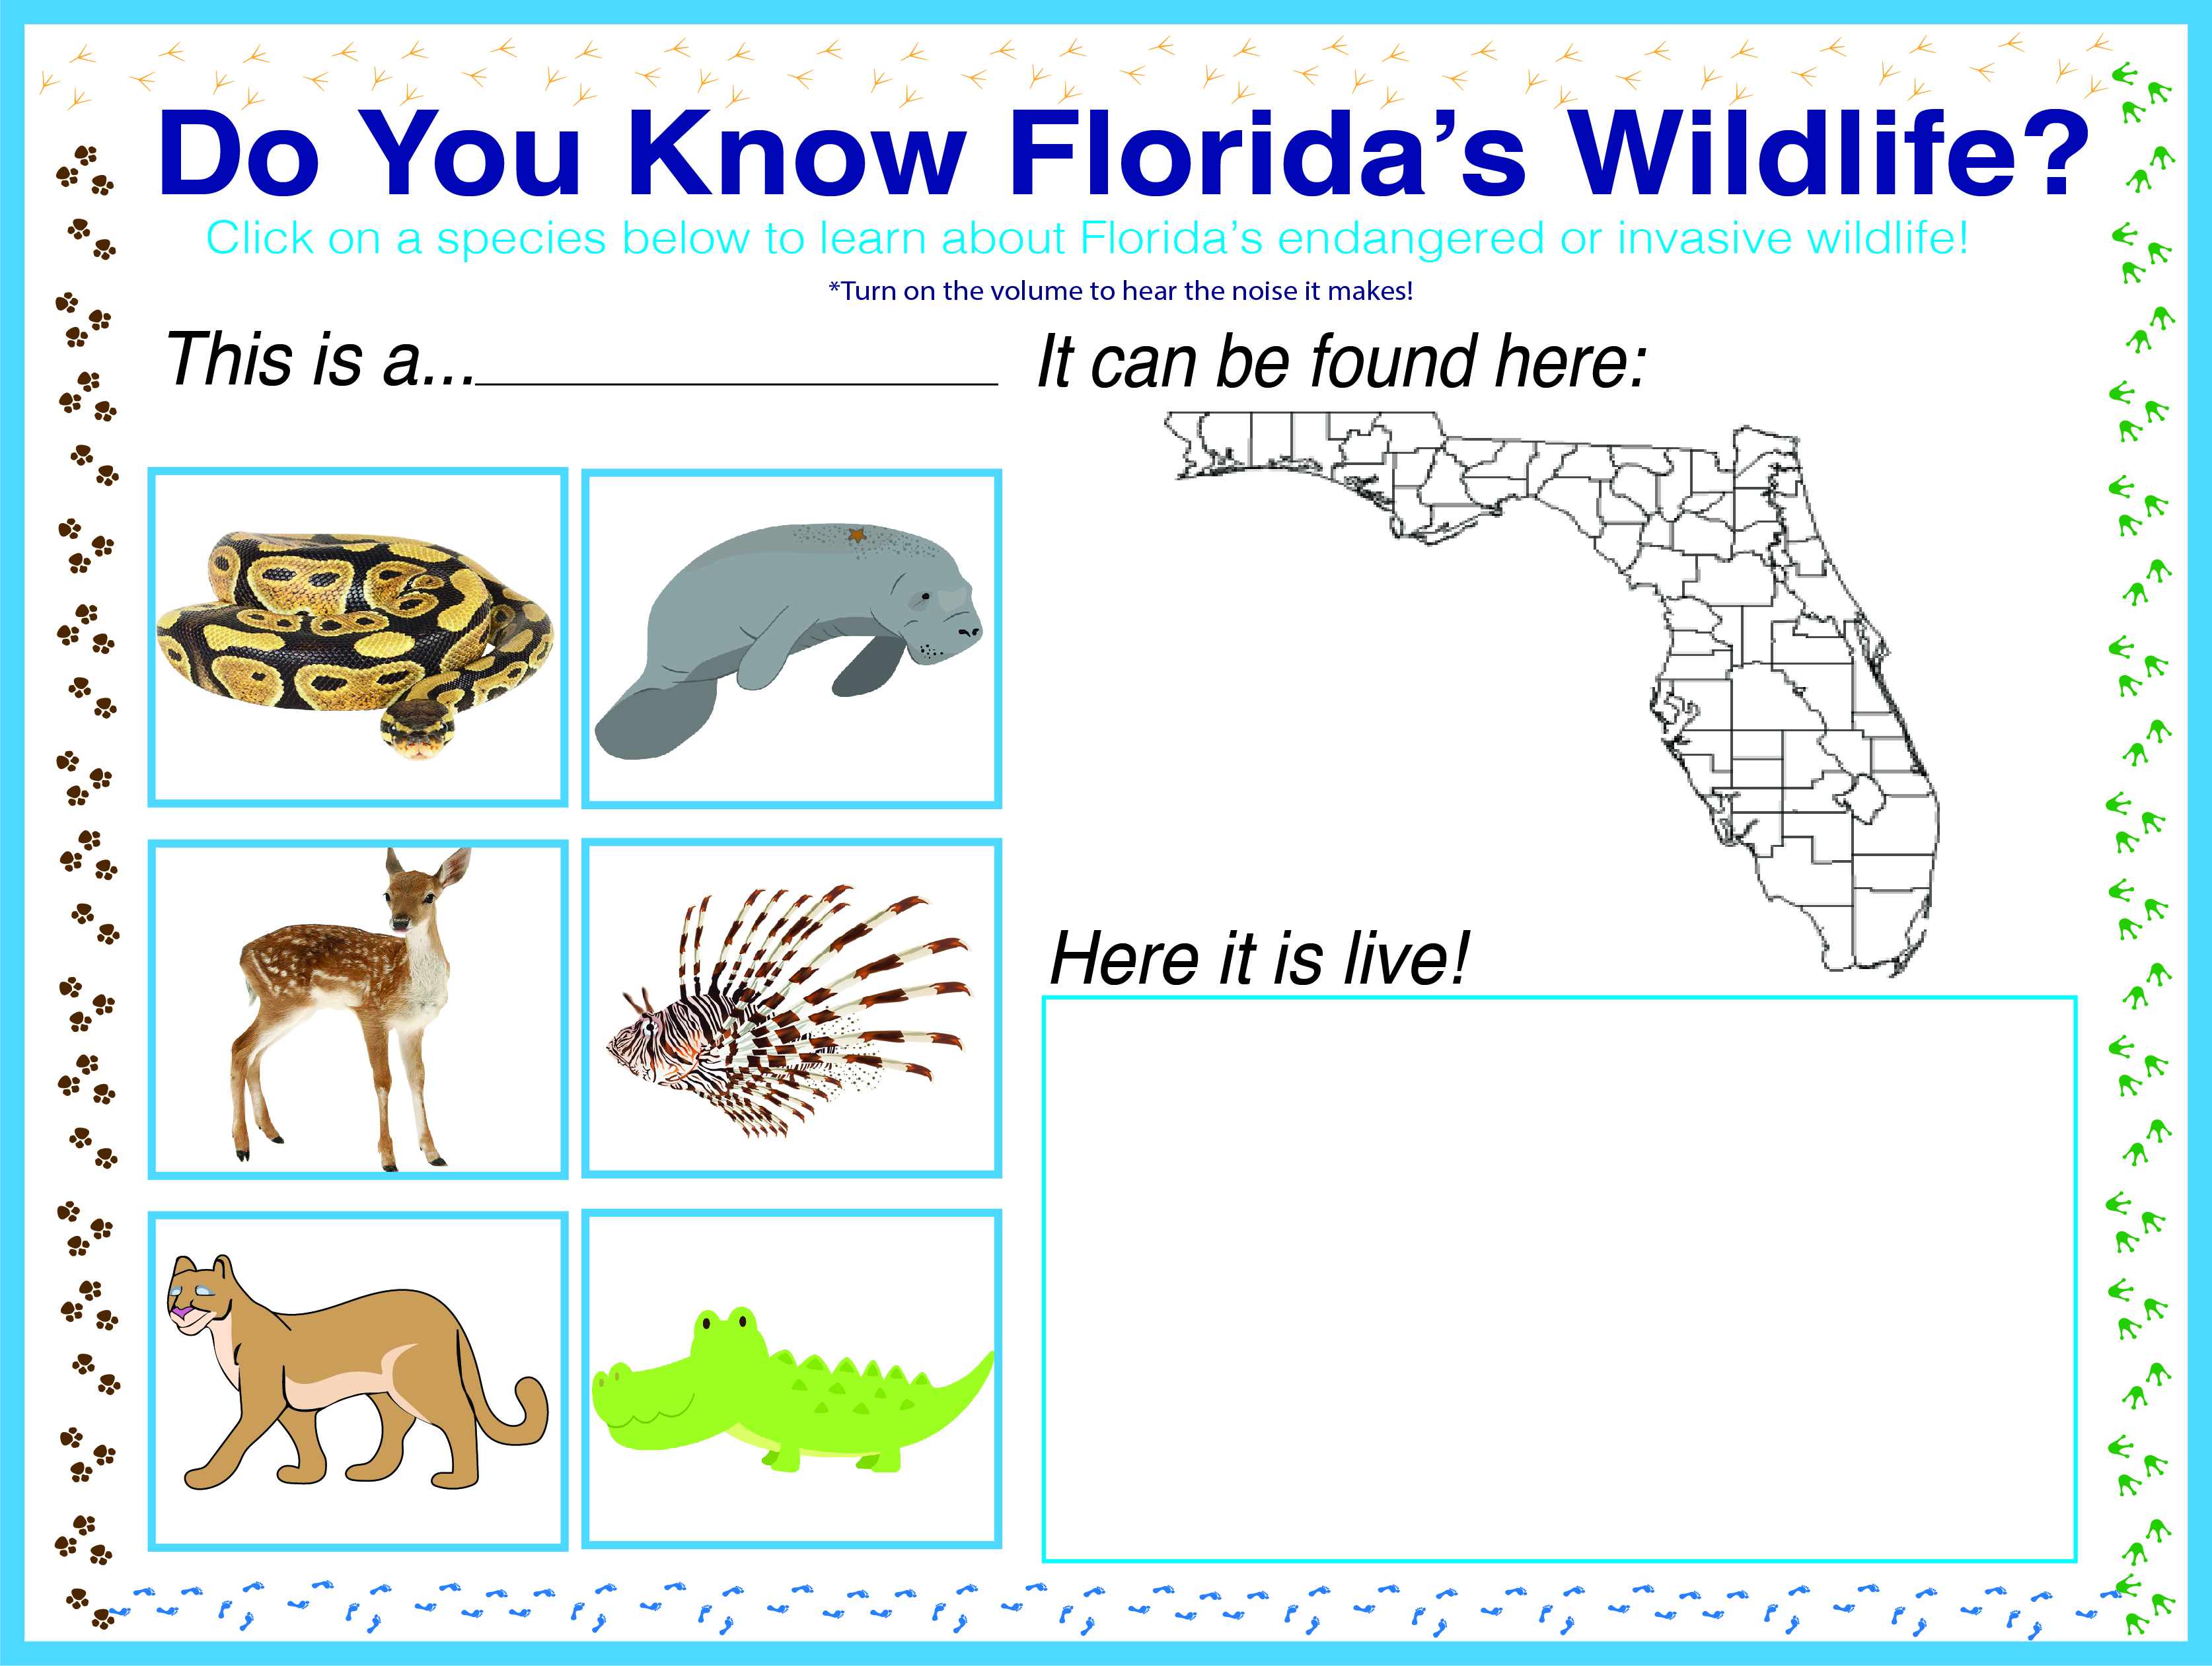 Do You Know Florida’s Wildlife?
Click on a species below to learn about Florida’s endangered or invasive wildlife!
*Turn on the volume to hear the noise it makes!
This is a...
It can be found here:
Here it is live!